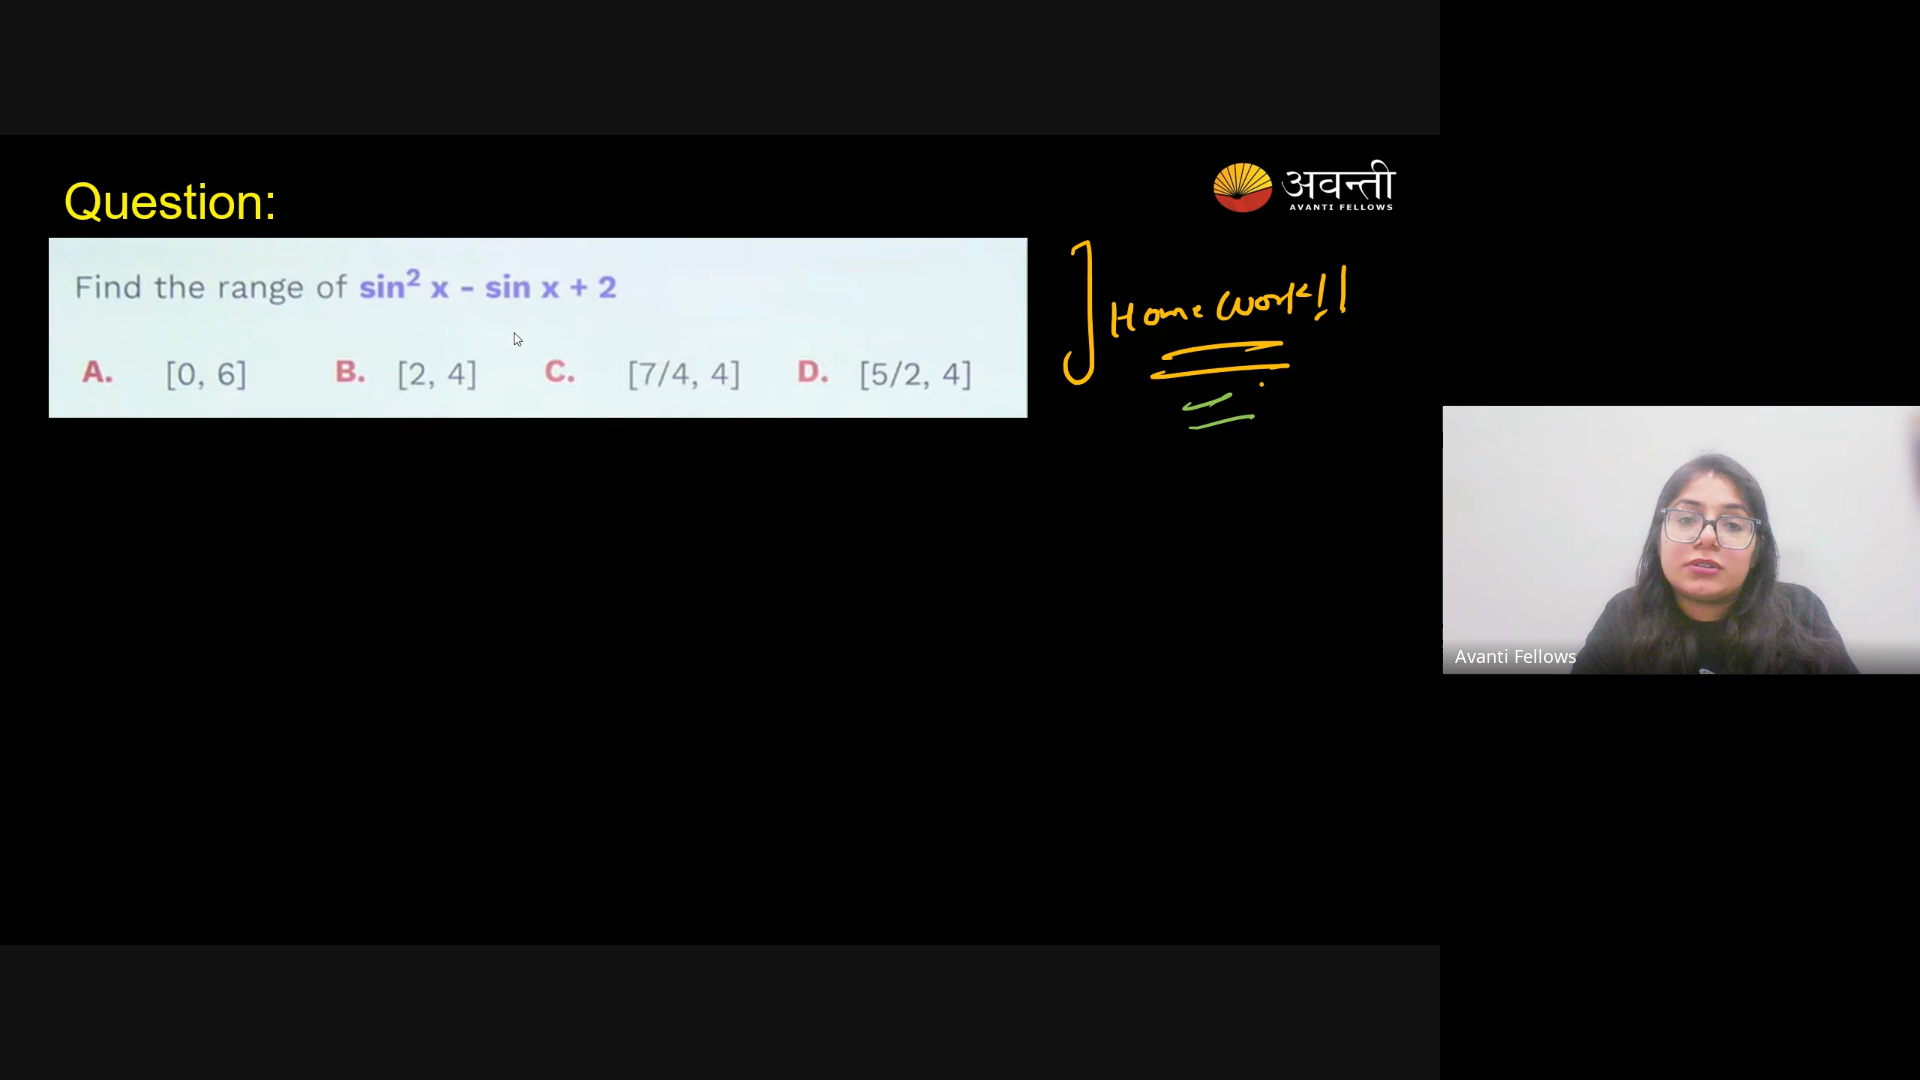 अवन्ती
AVANTI FELLOWS
Question:
Find the range of sin² x - sin x + 2
A. [0, 6] B. [2, 4] C. [7/4, 4] D. [5/2, 4]
Home Work!!
Avanti Fellows